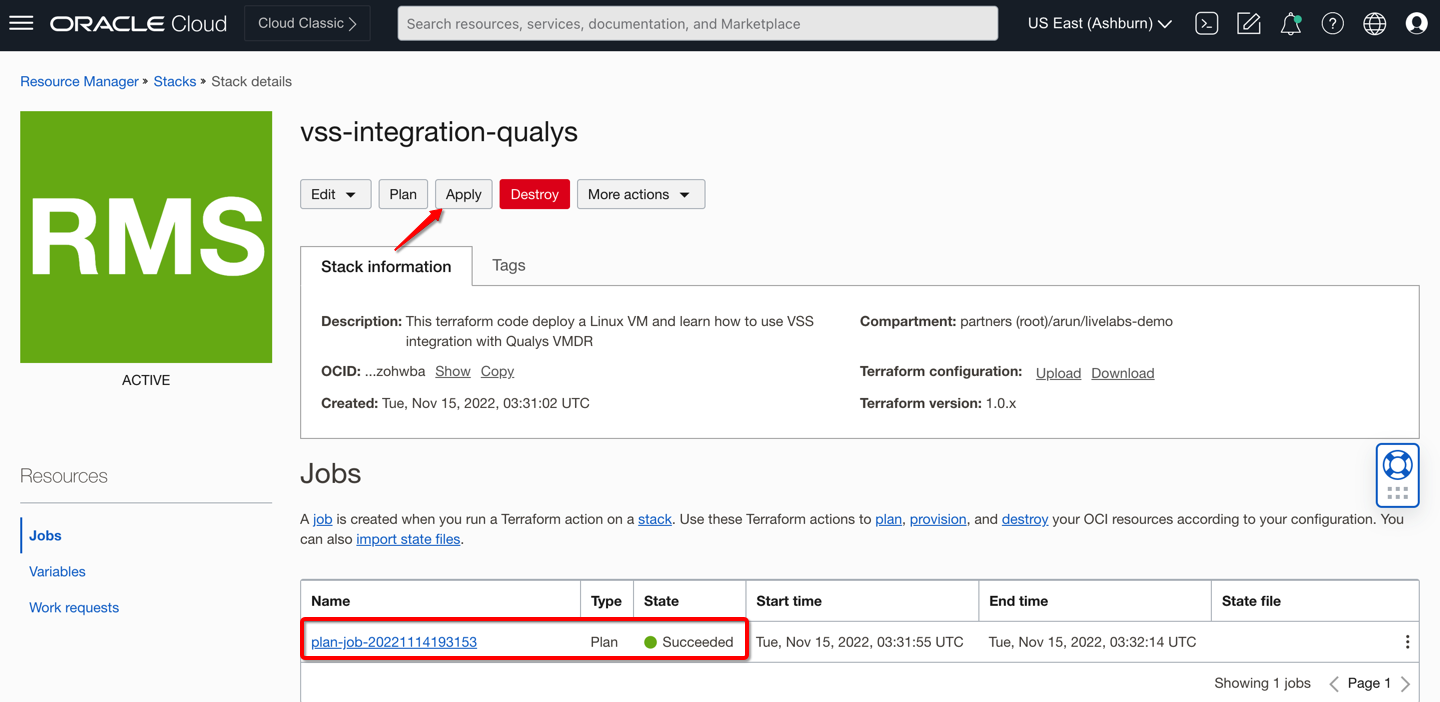 ORACLE Cloud
Cloud Classic
Search resources, services, documentation, and Marketplace
US East (Ashburn)
Resource Manager » Stacks » Stack details
RMS
ACTIVE
vss-integration-qualys
Edit
Plan
Apply
Destroy
More actions
Stack information
Tags
Description: This terraform code deploy a Linux VM and learn how to use VSS
integration with Qualys VMDR
OCID: ...zohwba Show Copy
Created: Tue, Nov 15, 2022, 03:31:02 UTC
Compartment: partners (root)/arun/livelabs-demo
Terraform configuration: Upload Download
Terraform version: 1.0.x
Resources
Jobs
Variables
Work requests
Jobs
A job is created when you run a Terraform action on a stack. Use these Terraform actions to plan, provision, and destroy your OCI resources according to your configuration. You
can also import state files.
Name Type State Start time End time State file
plan-job-20221114193153 Plan Succeeded Tue, Nov 15, 2022, 03:31:55 UTC Tue, Nov 15, 2022, 03:32:14 UTC
Showing 1 jobs Page 1